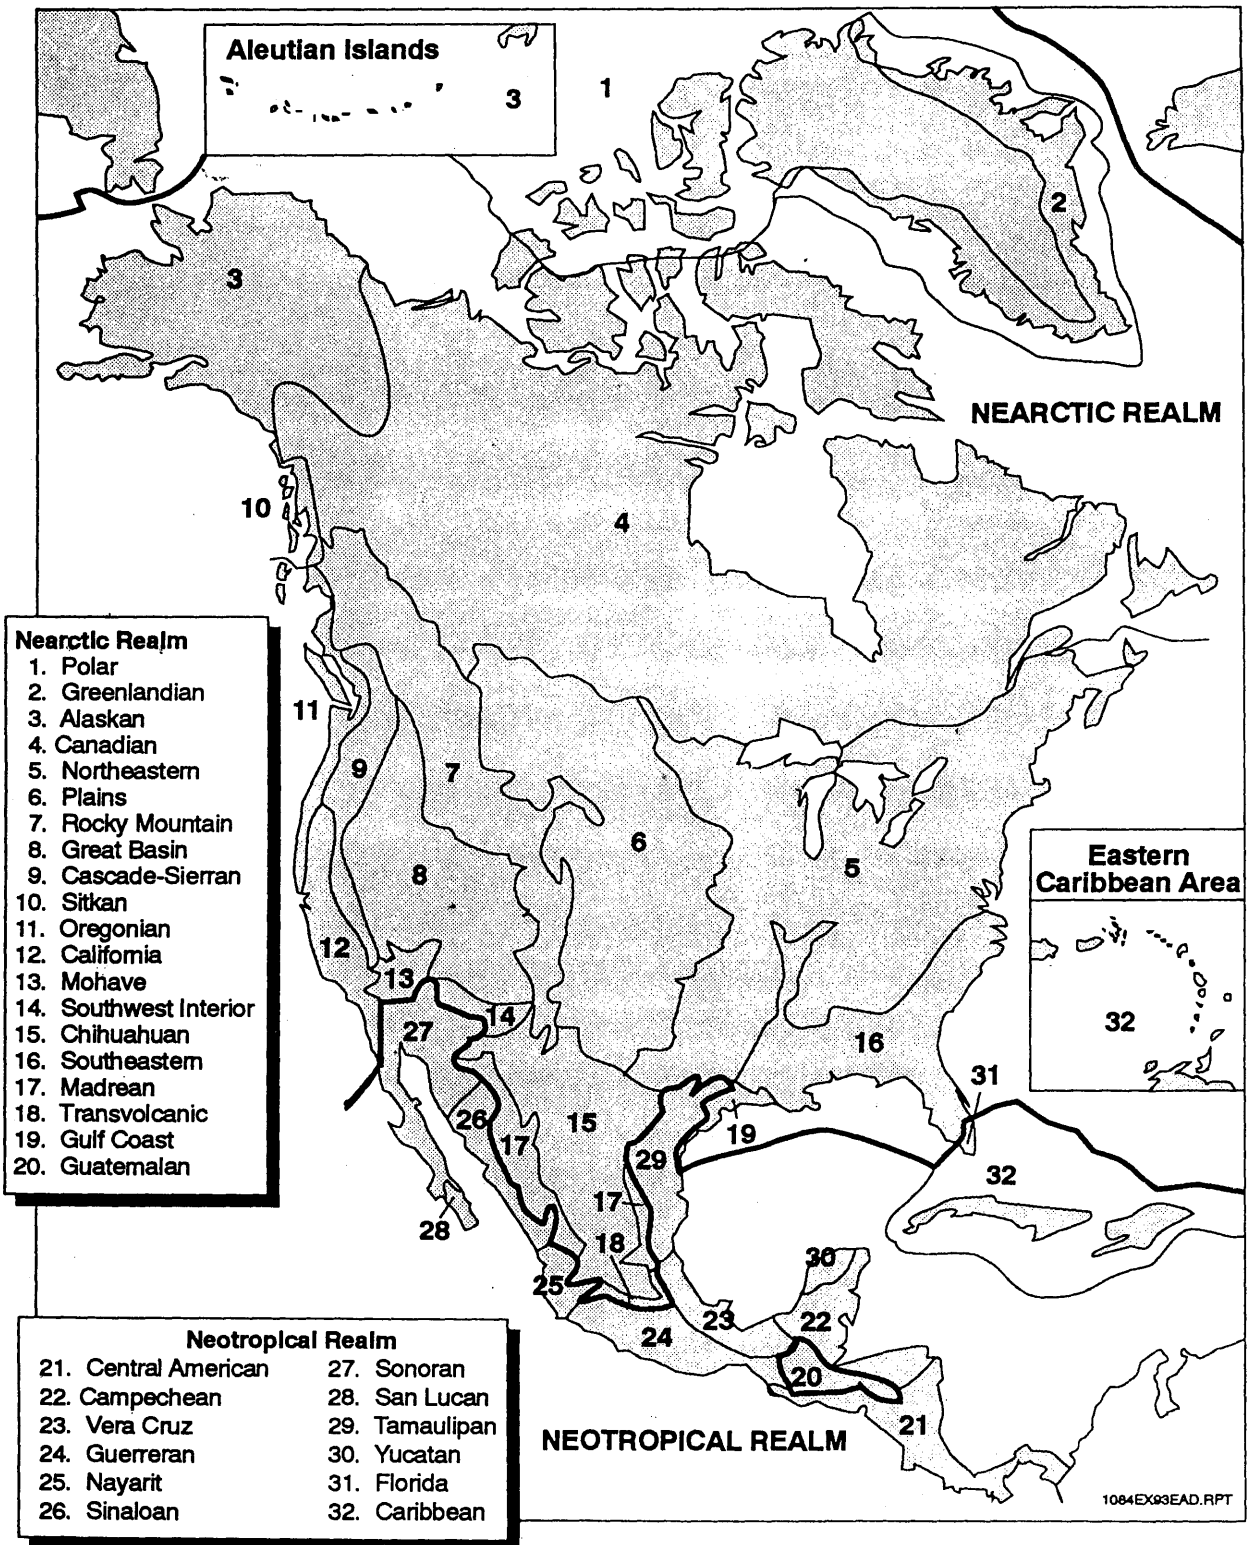 Aleutian Islands
3
1
2
3
NEARCTIC REALM
10
4
Nearctic Realm
1. Polar
2. Greenlandian
3. Alaskan
4. Canadian
5. Northeastern
6. Plains
7. Rocky Mountain
8. Great Basin
9. Cascade-Sierran
10. Sitkan
11. Oregonian
12. California
13. Mohave
14. Southwest Interior
15. Chihuahuan
16. Southeastern
17. Madrean
18. Transvolcanic
19. Gulf Coast
20. Guatemalan
11
9
7
6
5
8
Eastern
Caribbean Area
32
12
13
14
27
16
31
26
17
15
19
29
32
17
28
18
30
25
23
22
24
20
21
Neotropical Realm
21. Central American
22. Campechean
23. Vera Cruz
24. Guerreran
25. Nayarit
26. Sinaloan
27. Sonoran
28. San Lucan
29. Tamaulipan
30. Yucatan
31. Florida
32. Caribbean
NEOTROPICAL REALM
1084EX93EAD.RPT